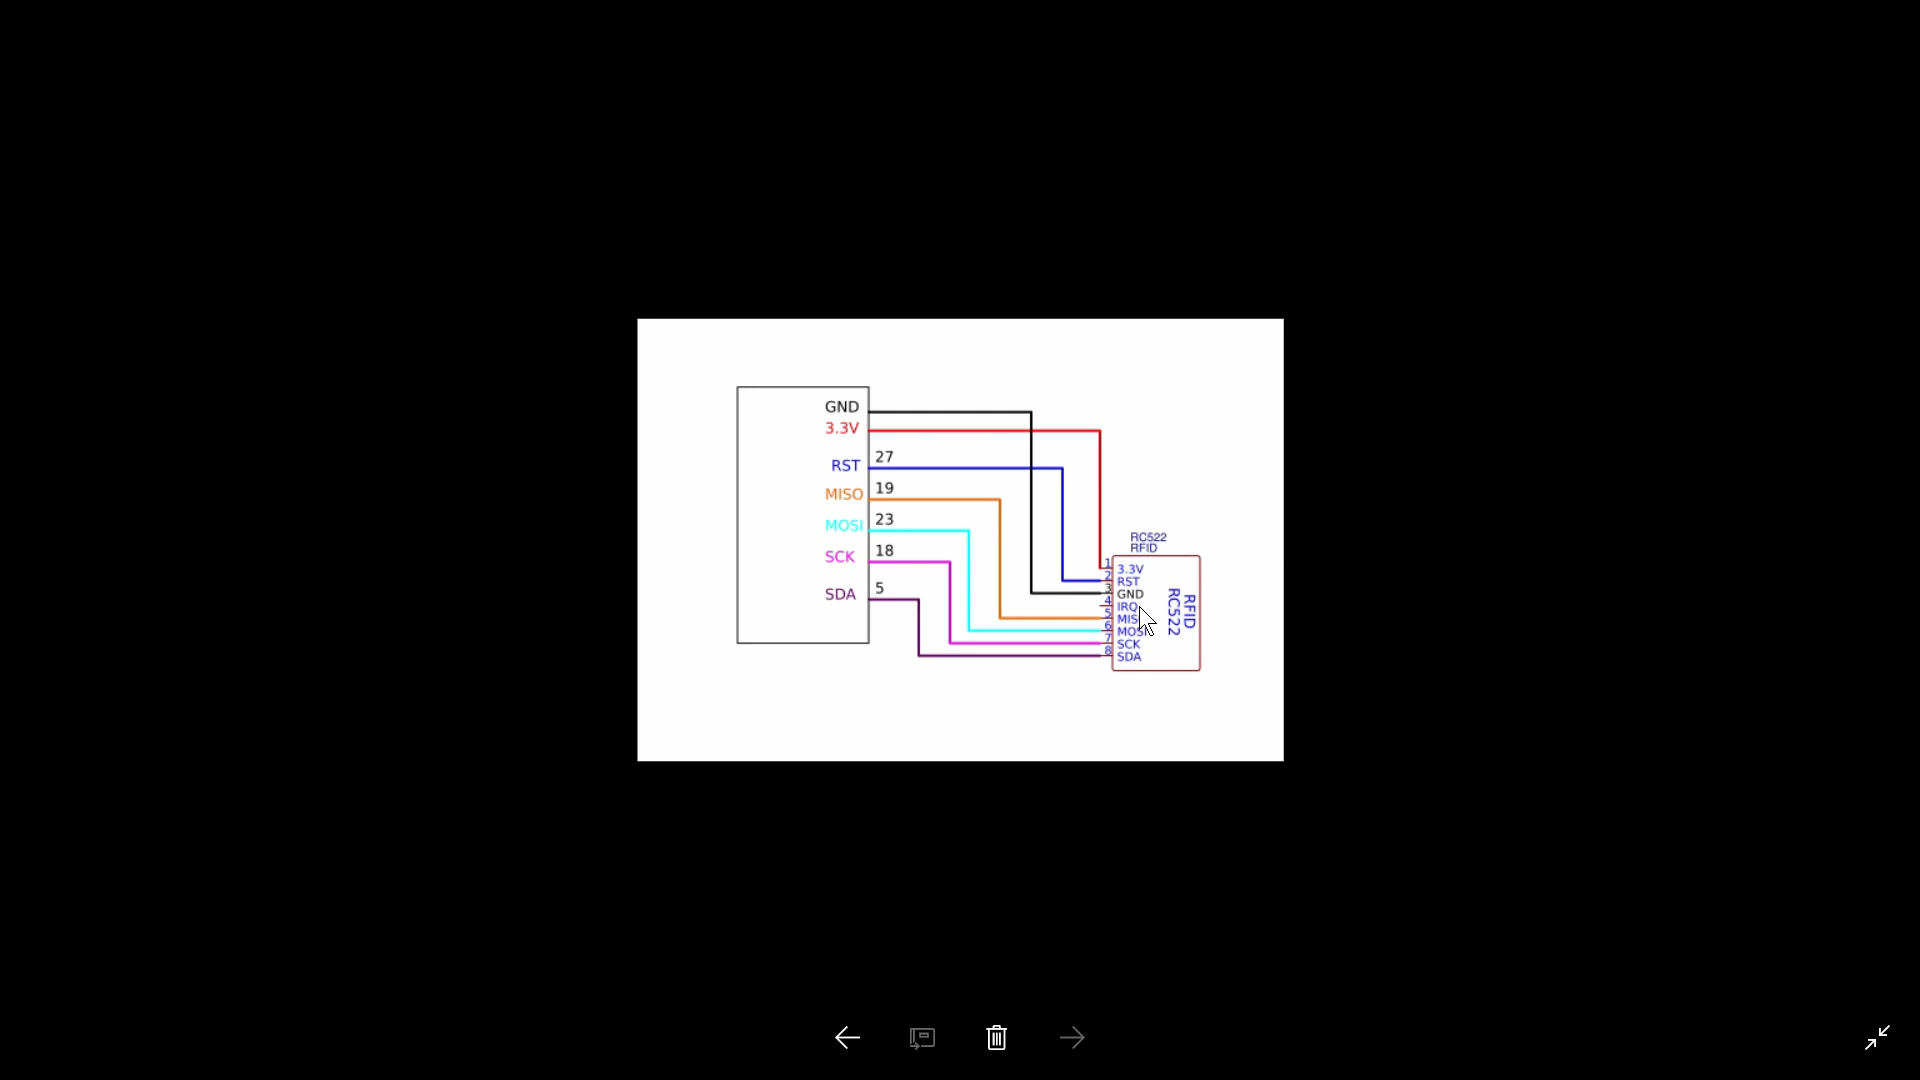 GND
3.3V
27
RST
19
MISO
23
MOSI
18
SCK
5
SDA
RC522
RFID
1 3.3V
2 RST
3 GND
4 IRQ
5
6 MOSI
7 SCK
8 SDA
RFID
RC522